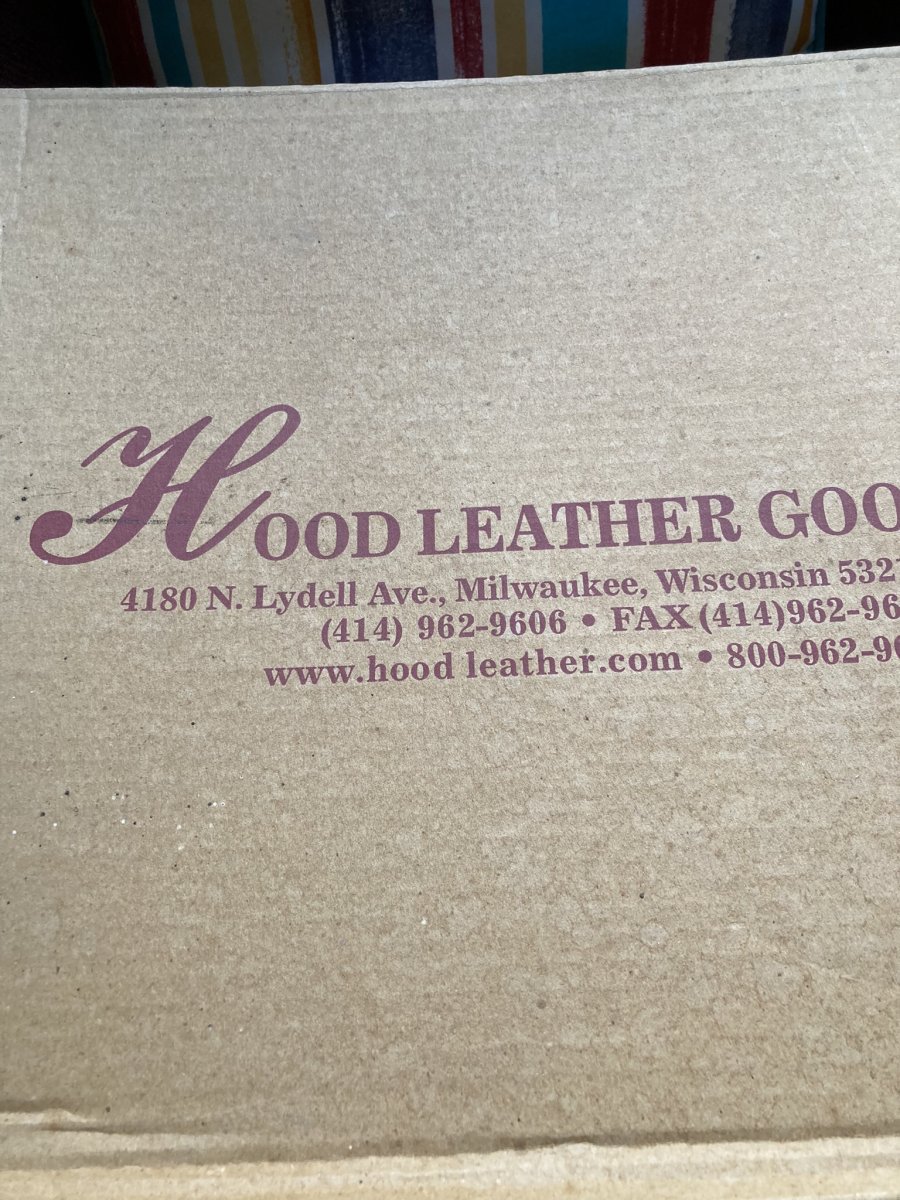 HOOD LEATHER GOO
4180 N. Lydell Ave., Milwaukee, Wisconsin 532
(414) 962-9606 • FAX (414)962-96
www.hood leather.com • 800-962-9